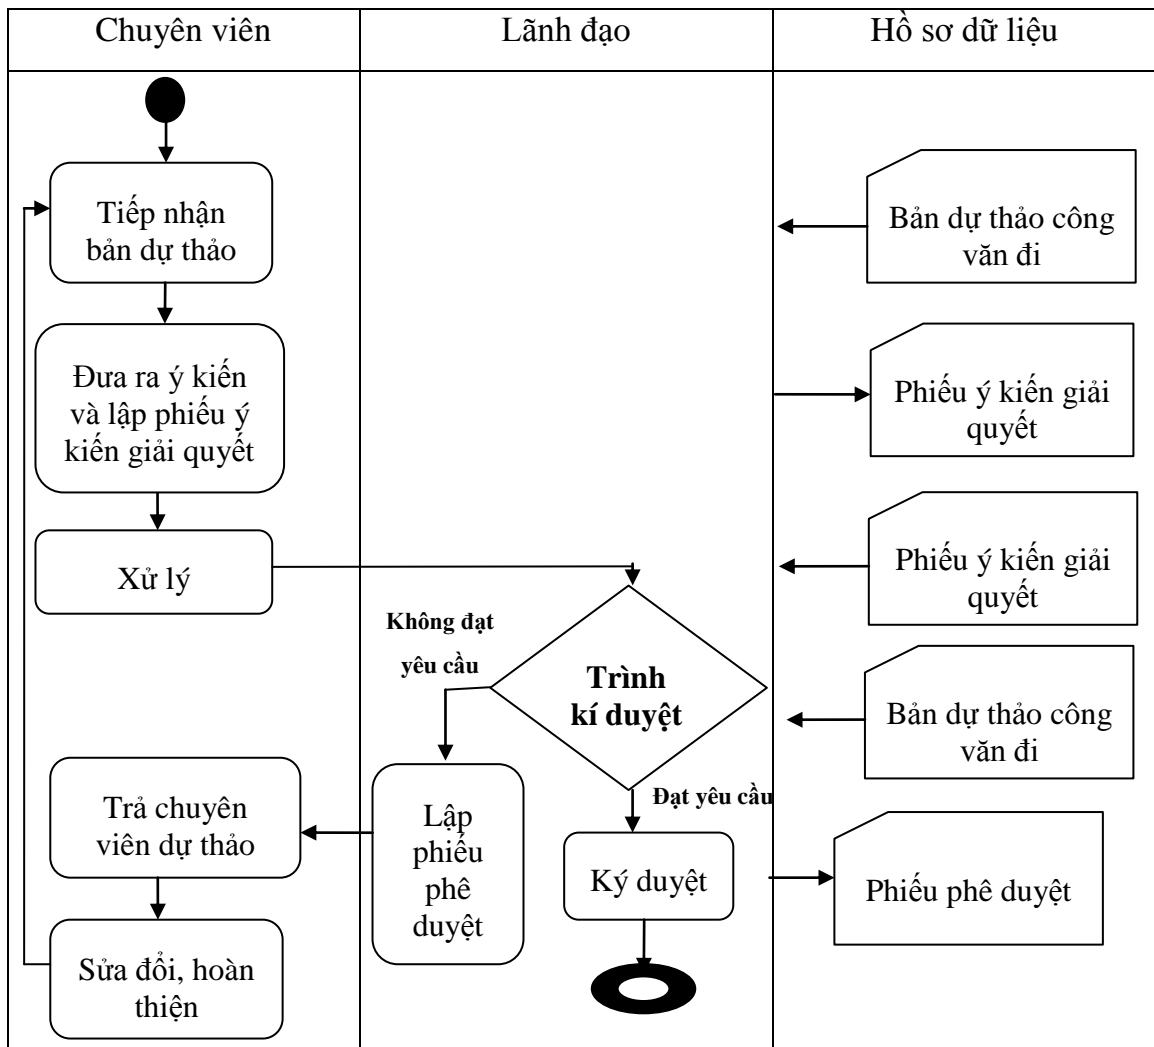 Chuyên viên
Lãnh đạo
Hồ sơ dữ liệu
Tiếp nhận
bản dự thảo
Bản dự thảo công
văn đi
Đưa ra ý kiến
và lập phiếu ý
kiến giải quyết
Phiếu ý kiến giải
quyết
Xử lý
Phiếu ý kiến giải
quyết
Không đạt
yêu cầu
Trình
kí duyệt
Bản dự thảo công
văn đi
Đạt yêu cầu
Trả chuyên
viên dự thảo
Lập
phiếu
phê
duyệt
Ký duyệt
Phiếu phê duyệt
Sửa đổi, hoàn
thiện